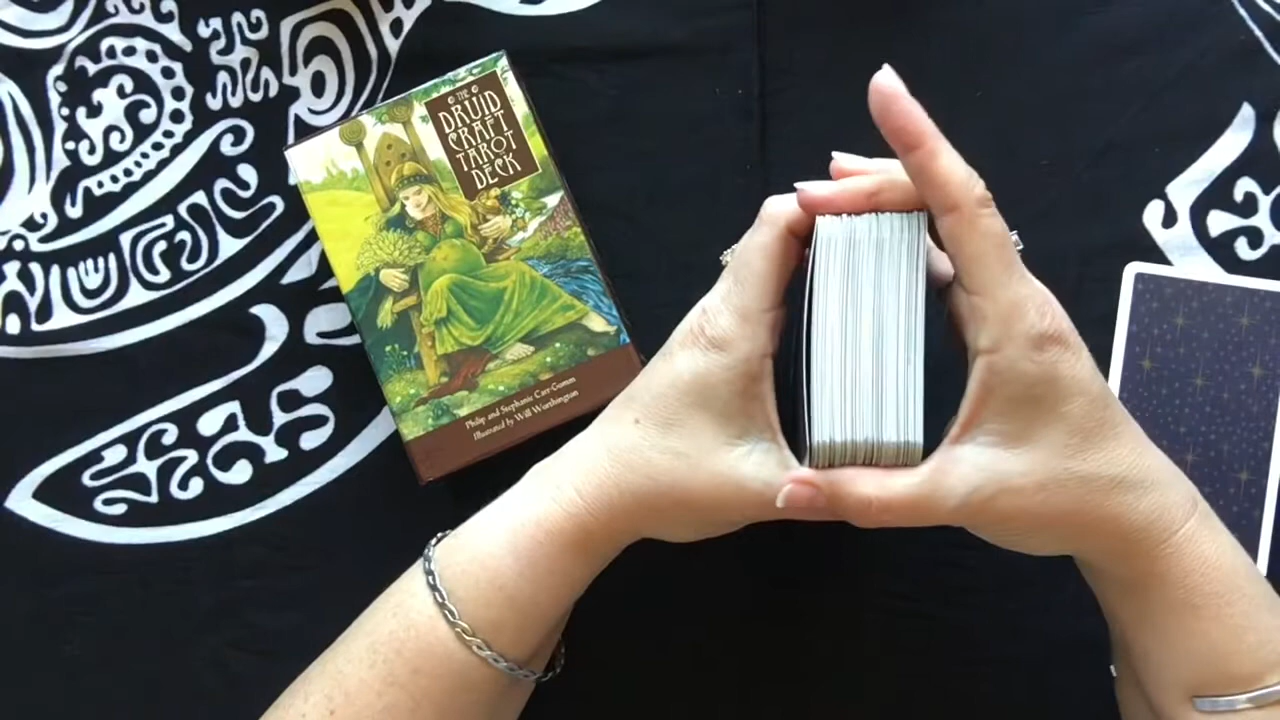 THE
DRUID
CRAFT
TAROT
DECK
Philip and Stephanie Carr-Gomm
Illustrated by Will Worthington